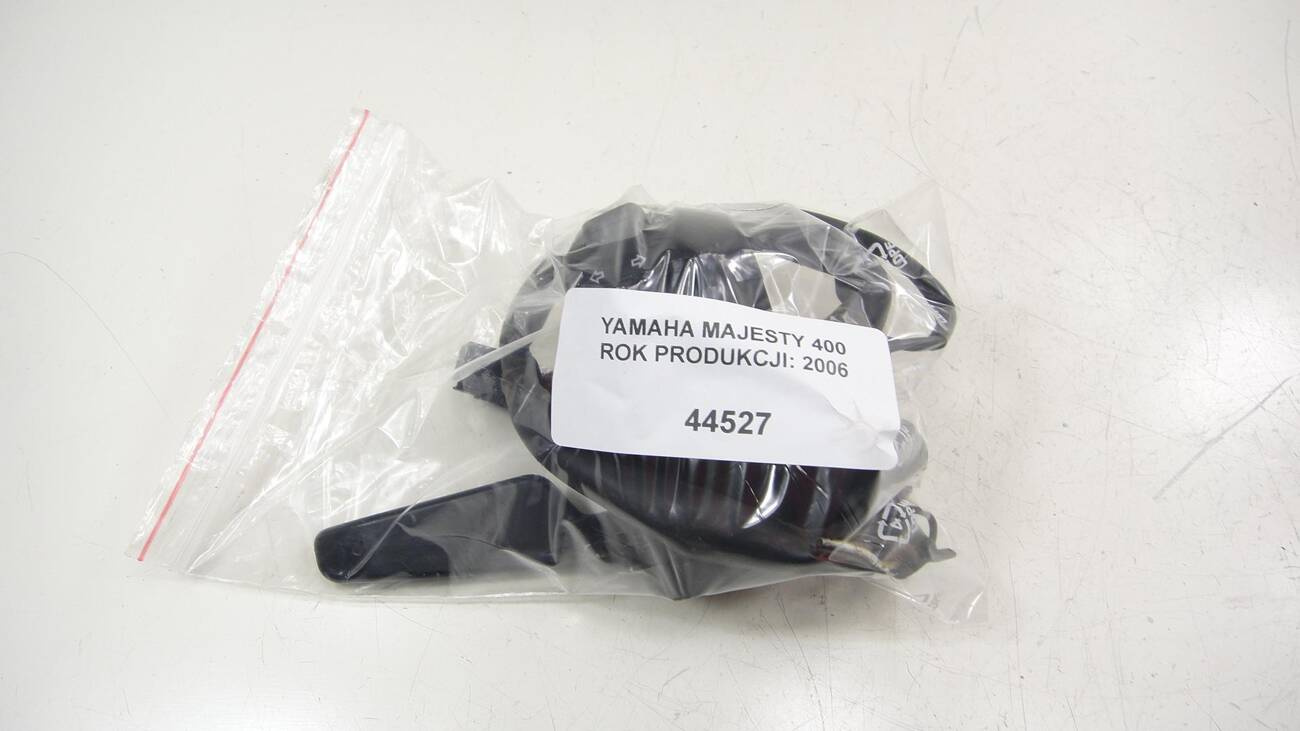 YAMAHA MAJESTY 400
ROK PRODUKCJI: 2006
44527